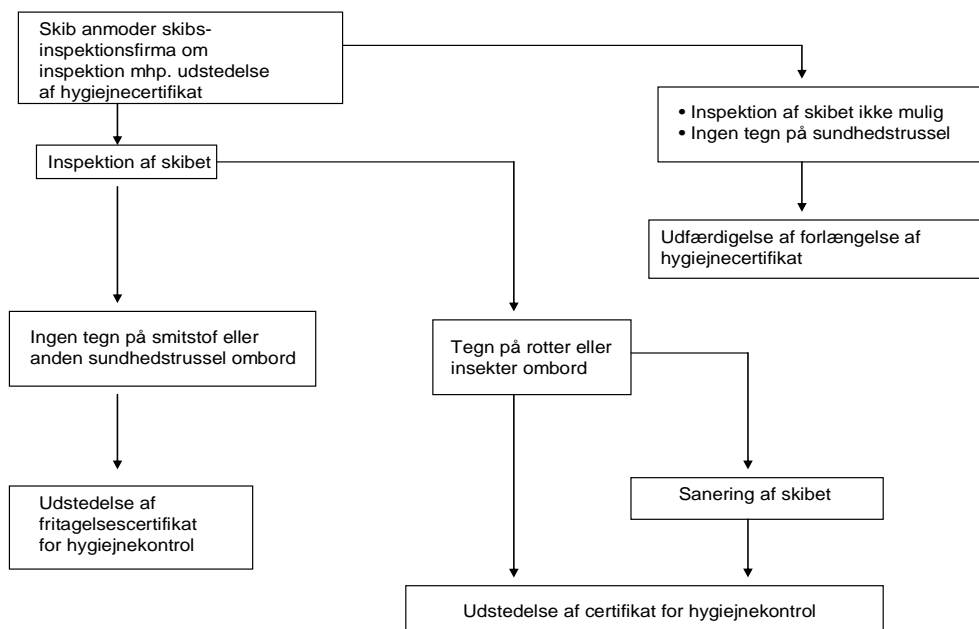 Skib anmoder skibs-
inspektionsfirma om
inspektion mhp. udstedelse
af hygiejnecertifikat
• Inspektion af skibet ikke mulig
• Ingen tegn på sundhedstrussel
Inspektion af skibet
Udfærdigelse af forlængelse af
hygiejnecertifikat
Ingen tegn på smitstof eller
anden sundhedstrussel ombord
Tegn på rotter eller
insekter ombord
Udstedelse af
fritagelsescertifikat
for hygiejnekontrol
Sanering af skibet
Udstedelse af certifikat for hygiejnekontrol